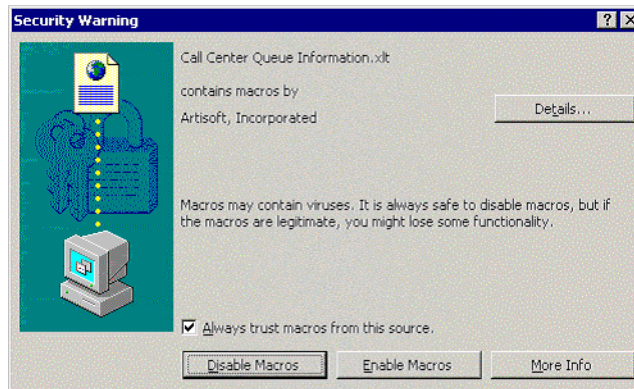 Security Warning
Call Center Queue Information.xlt
contains macros by
Artisoft, Incorporated
Details...
Macros may contain viruses. It is always safe to disable macros, but if
the macros are legitimate, you might lose some functionality.
Always trust macros from this source.
Disable Macros Enable Macros More Info